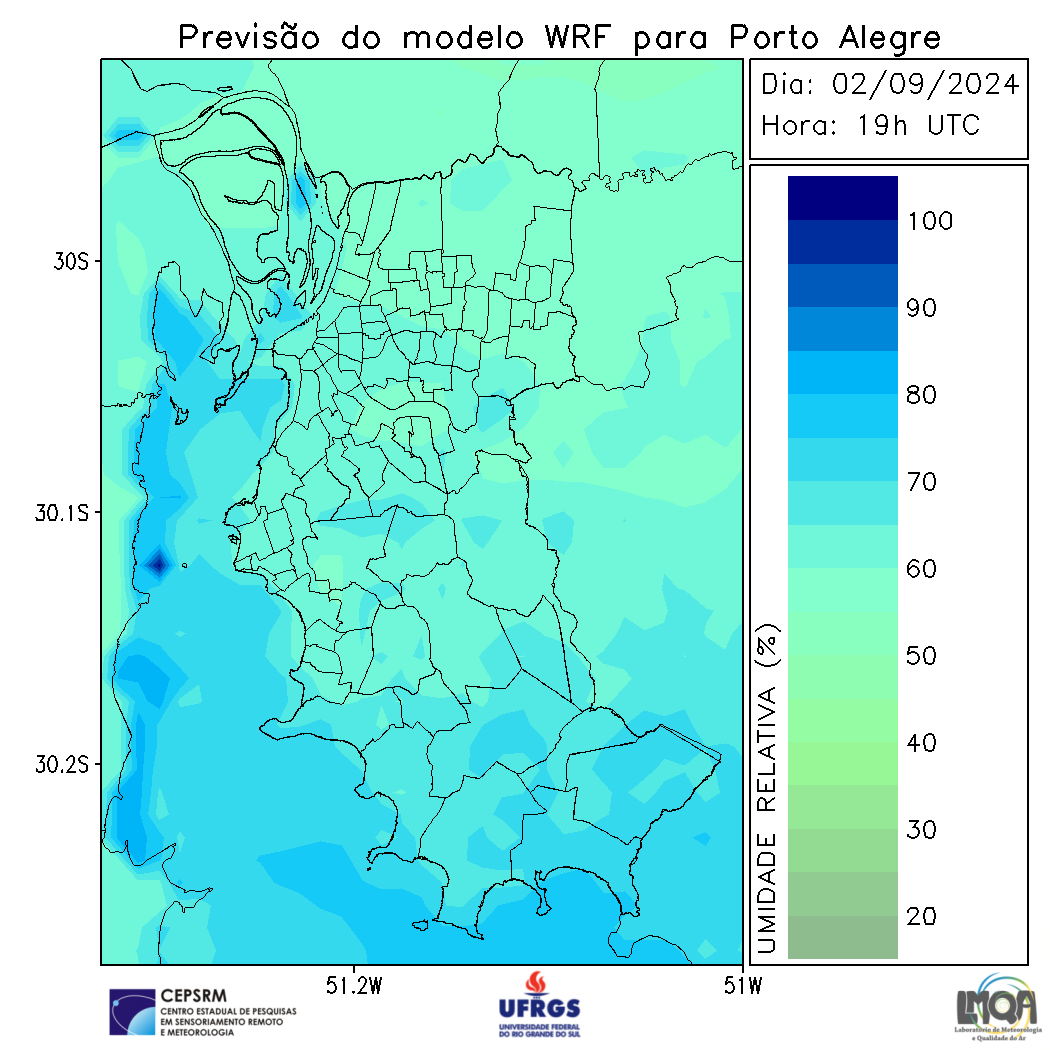 Previsão do modelo WRF para Porto Alegre
Dia: 02/09/2024
Hora: 19h UTC
30S
30.1S
30.2S
51.2W
51W
UMIDADE RELATIVA (%)
100
90
80
70
60
50
40
30
20
CEPSRM
CENTRO ESTADUAL DE PESQUISAS
EM SENSORIAMENTO REMOTO
E METEOROLOGIA
UFRGS
UNIVERSIDADE FEDERAL
DO RIO GRANDE DO SUL
LMQA
Laboratório de Meteorologia
e Qualidade do Ar